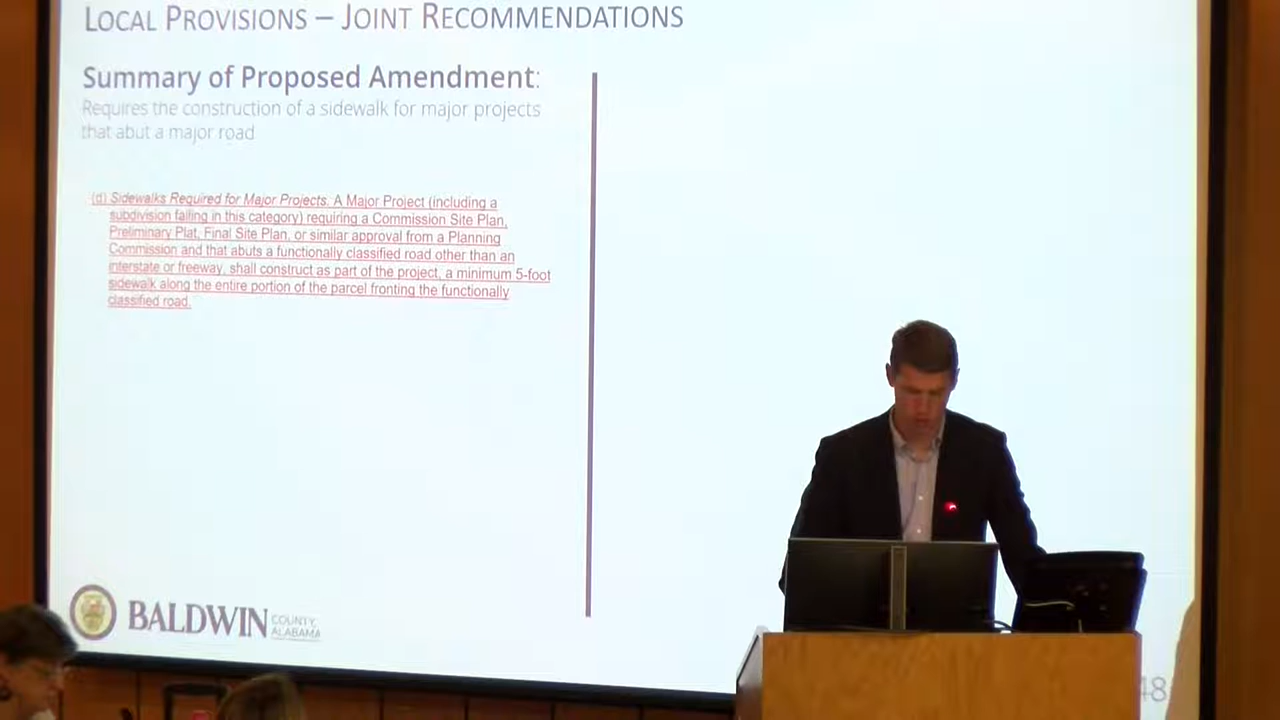 LOCAL PROVISIONS – JOINT RECOMMENDATIONS
Summary of Proposed Amendment:
Requires the construction of a sidewalk for major projects
that abut a major road
(d) Sidewalks Required for Major Projects. A Major Project (including a
subdivision falling in this category) requiring a Commission Site Plan,
Preliminary Plat, Final Site Plan, or similar approval from a Planning
Commission and that abuts a functionally classified road other than an
interstate or freeway, shall construct as part of the project, a minimum 5-foot
sidewalk along the entire portion of the parcel fronting the functionally
classified road.
BALDWIN
COUNTY,
ALABAMA
48